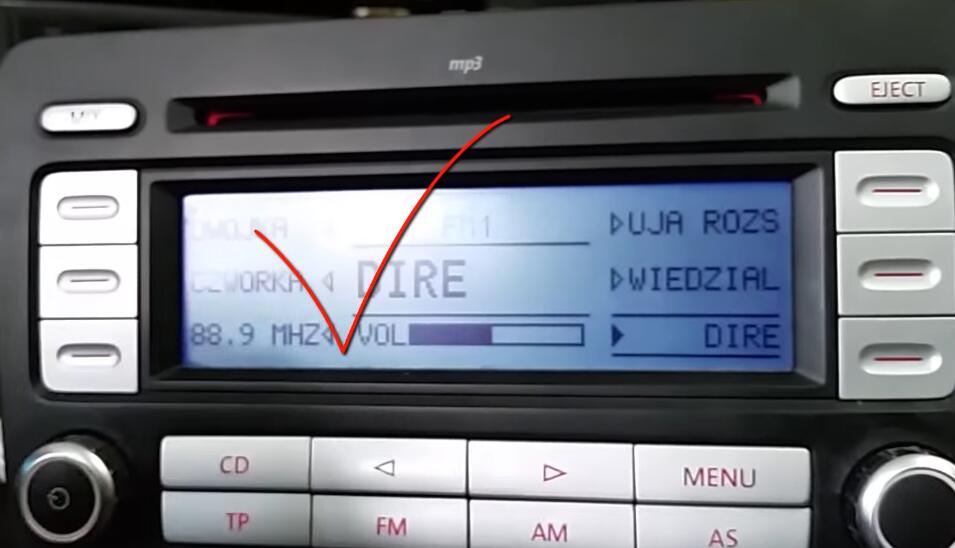 mp3
EJECT
FM1
▷UJA ROZS
CZWORKA ◁
DIRE
▷WIEDZIAL
88.9 MHZ◁
VOL
▶ DIRE
CD
◁
▷
MENU
TP
FM
AM
AS